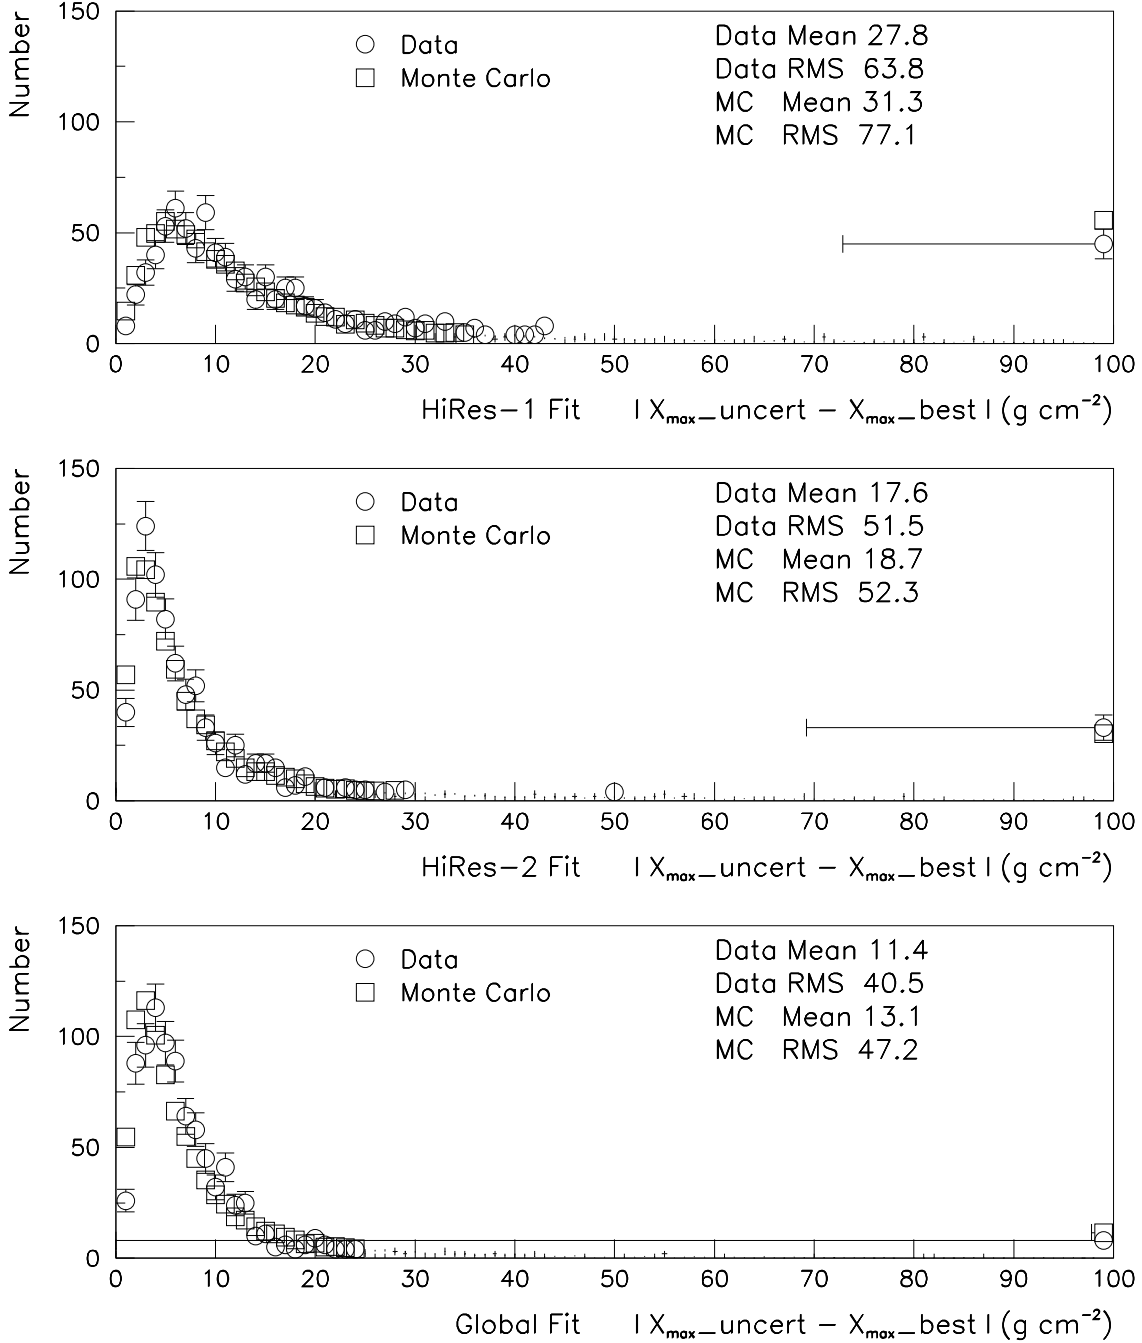 150
Number
Data
Monte Carlo
Data Mean 27.8
Data RMS 63.8
MC Mean 31.3
MC RMS 77.1
100
50
0
0 10 20 30 40 50 60 70 80 90 100
HiRes-1 Fit | Xmax_uncert - Xmax_best | (g cm⁻²)
150
Number
Data
Monte Carlo
Data Mean 17.6
Data RMS 51.5
MC Mean 18.7
MC RMS 52.3
100
50
0
0 10 20 30 40 50 60 70 80 90 100
HiRes-2 Fit | Xmax_uncert - Xmax_best | (g cm⁻²)
150
Number
Data
Monte Carlo
Data Mean 11.4
Data RMS 40.5
MC Mean 13.1
MC RMS 47.2
100
50
0
0 10 20 30 40 50 60 70 80 90 100
Global Fit | Xmax_uncert - Xmax_best | (g cm⁻²)